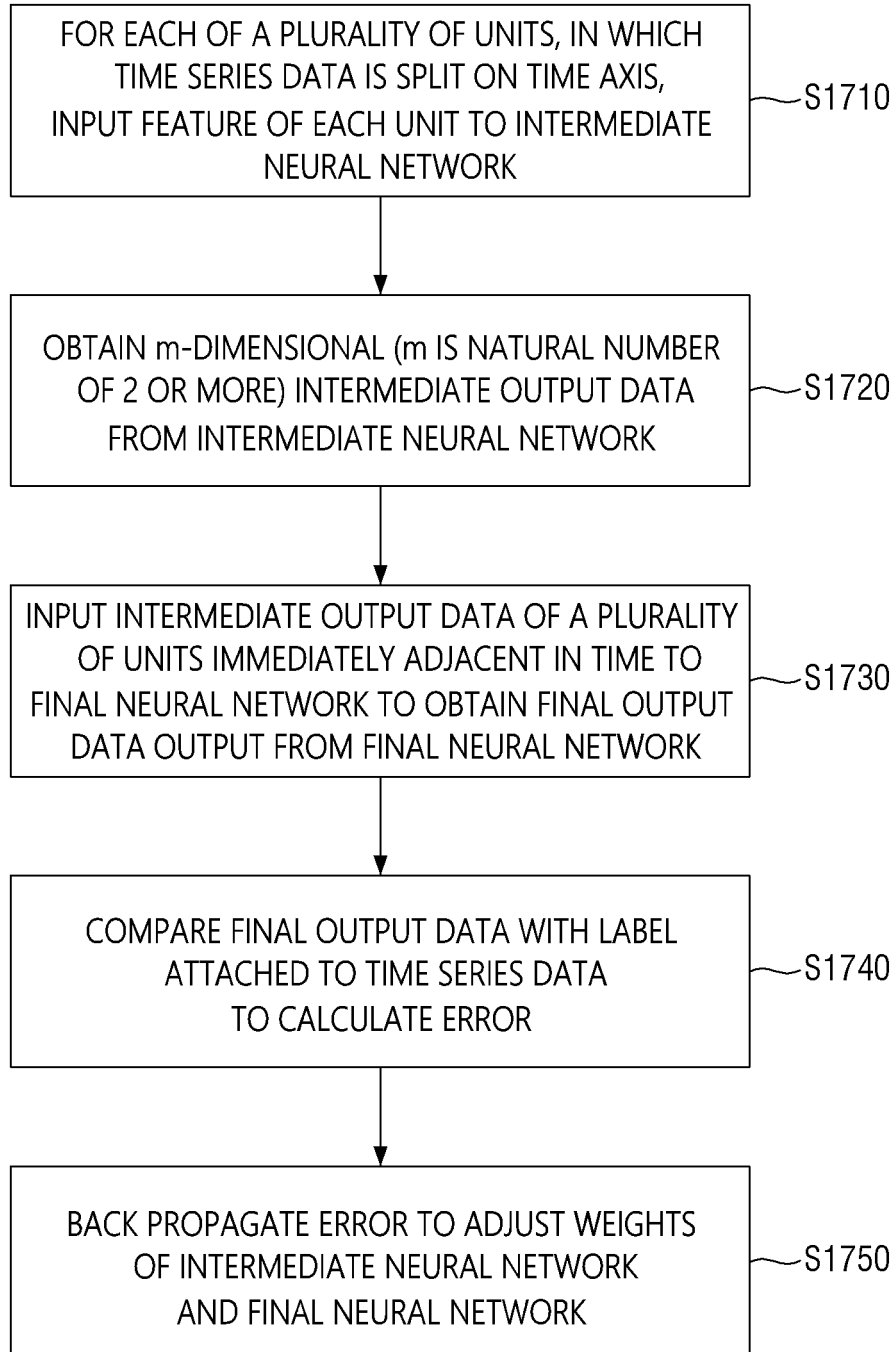 FOR EACH OF A PLURALITY OF UNITS, IN WHICH
TIME SERIES DATA IS SPLIT ON TIME AXIS,
INPUT FEATURE OF EACH UNIT TO INTERMEDIATE
NEURAL NETWORK
S1710
OBTAIN m-DIMENSIONAL (m IS NATURAL NUMBER
OF 2 OR MORE) INTERMEDIATE OUTPUT DATA
FROM INTERMEDIATE NEURAL NETWORK
S1720
INPUT INTERMEDIATE OUTPUT DATA OF A PLURALITY
OF UNITS IMMEDIATELY ADJACENT IN TIME TO
FINAL NEURAL NETWORK TO OBTAIN FINAL OUTPUT
DATA OUTPUT FROM FINAL NEURAL NETWORK
S1730
COMPARE FINAL OUTPUT DATA WITH LABEL
ATTACHED TO TIME SERIES DATA
TO CALCULATE ERROR
S1740
BACK PROPAGATE ERROR TO ADJUST WEIGHTS
OF INTERMEDIATE NEURAL NETWORK
AND FINAL NEURAL NETWORK
S1750